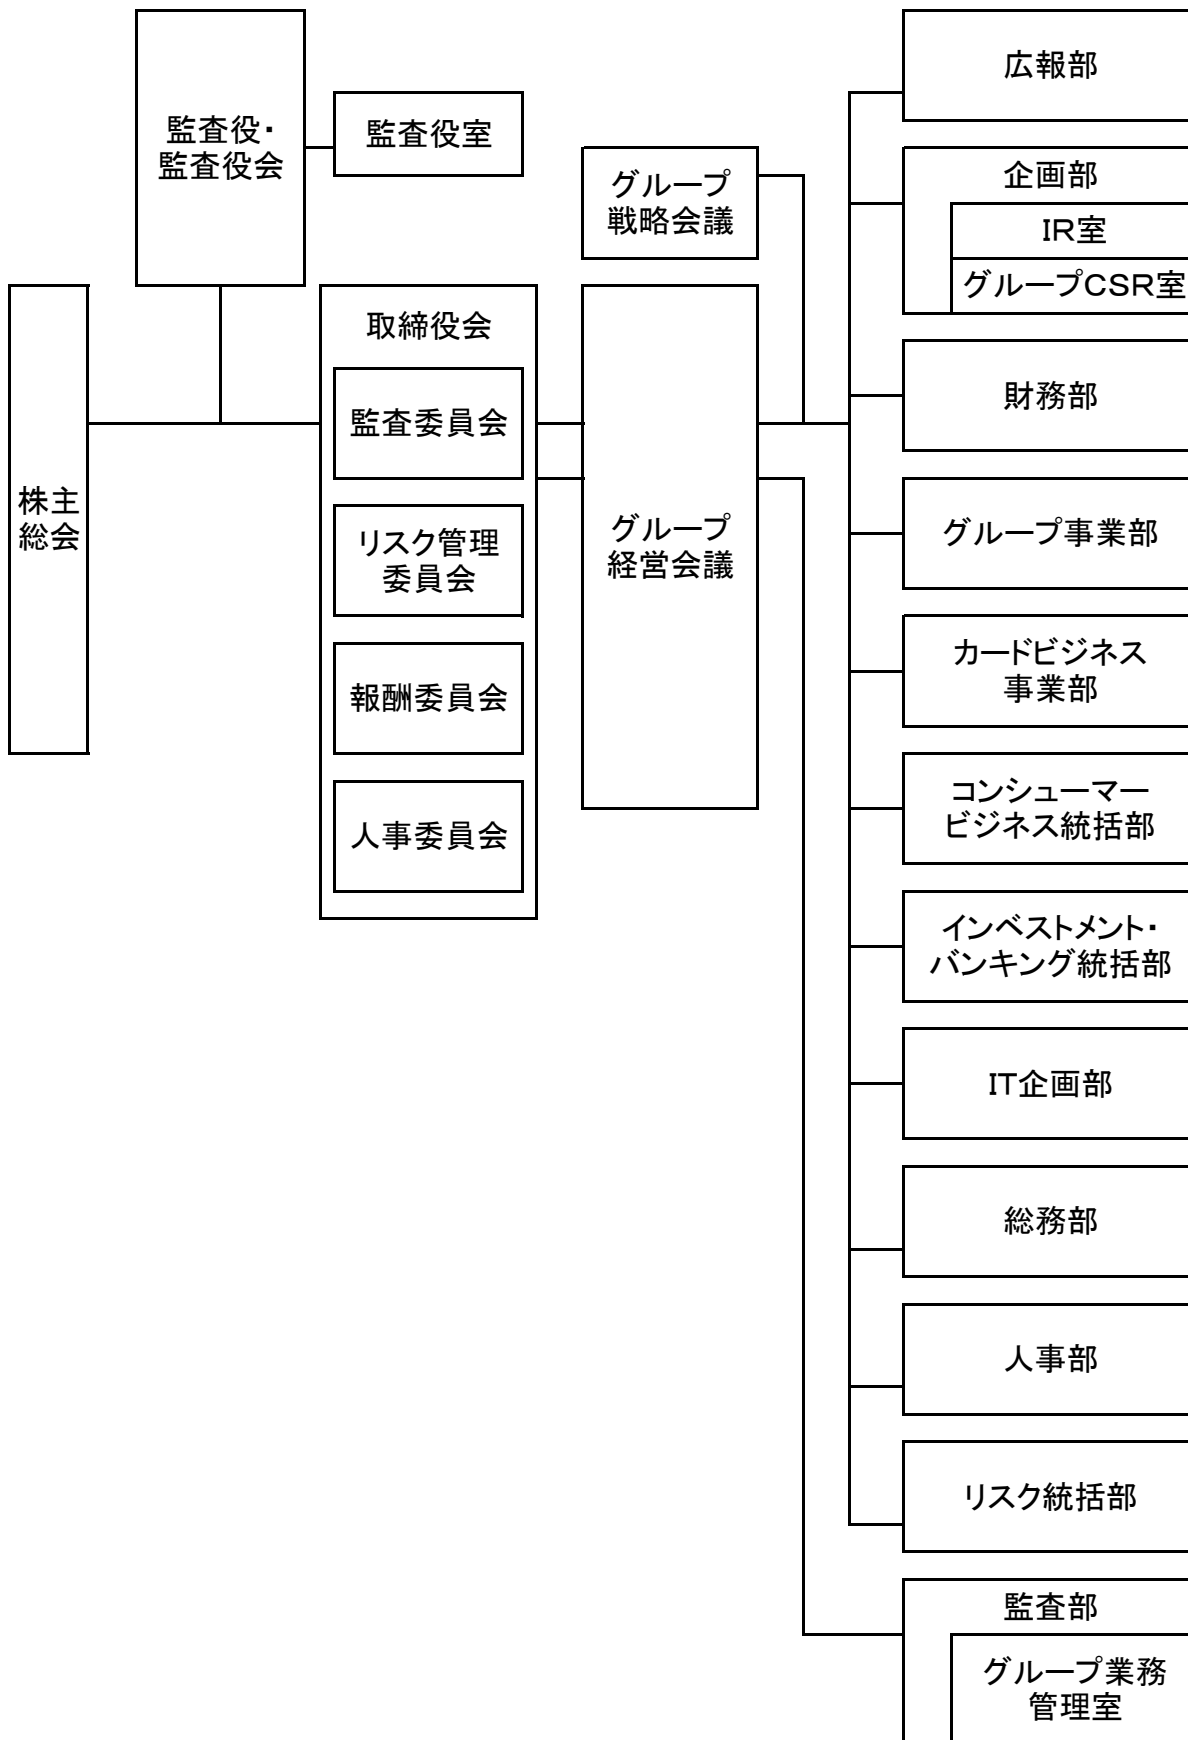 株主
総会
監査役・
監査役会
監査役室
取締役会
監査委員会
リスク管理
委員会
報酬委員会
人事委員会
グループ
戦略会議
グループ
経営会議
広報部
企画部
IR室
グループCSR室
財務部
グループ事業部
カードビジネス
事業部
コンシューマー
ビジネス統括部
インベストメント・
バンキング統括部
IT企画部
総務部
人事部
リスク統括部
監査部
グループ業務
管理室